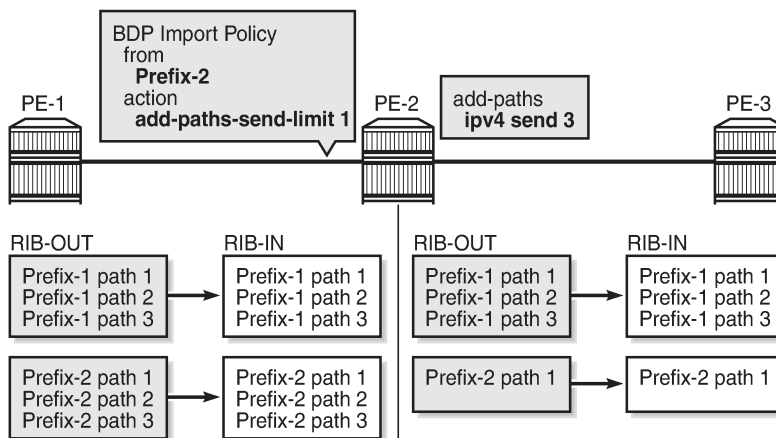 BDP Import Policy
from
Prefix-2
action
add-paths-send-limit 1
PE-1
PE-2
add-paths
ipv4 send 3
PE-3
RIB-OUT
RIB-IN
Prefix-1 path 1
Prefix-1 path 2
Prefix-1 path 3
Prefix-1 path 1
Prefix-1 path 2
Prefix-1 path 3
Prefix-2 path 1
Prefix-2 path 2
Prefix-2 path 3
Prefix-2 path 1
Prefix-2 path 2
Prefix-2 path 3
RIB-OUT
RIB-IN
Prefix-1 path 1
Prefix-1 path 2
Prefix-1 path 3
Prefix-1 path 1
Prefix-1 path 2
Prefix-1 path 3
Prefix-2 path 1
Prefix-2 path 1